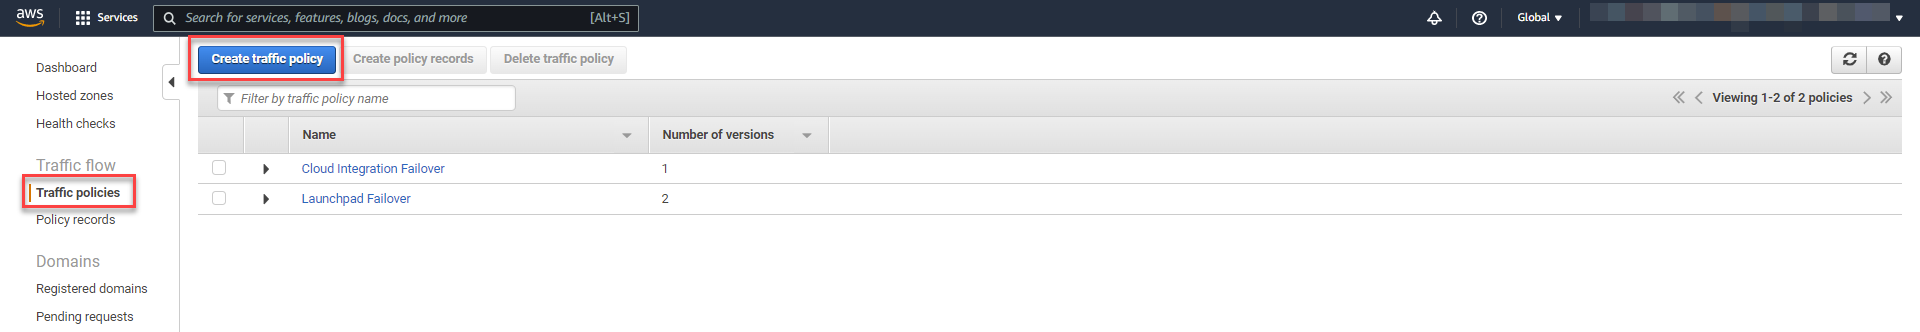 aws Services Search for services, features, blogs, docs, and more [Alt+S] Global
Dashboard
Hosted zones
Health checks
Traffic flow
Traffic policies
Policy records
Domains
Registered domains
Pending requests
Create traffic policy Create policy records Delete traffic policy
Filter by traffic policy name Viewing 1-2 of 2 policies
Name Number of versions
Cloud Integration Failover 1
Launchpad Failover 2